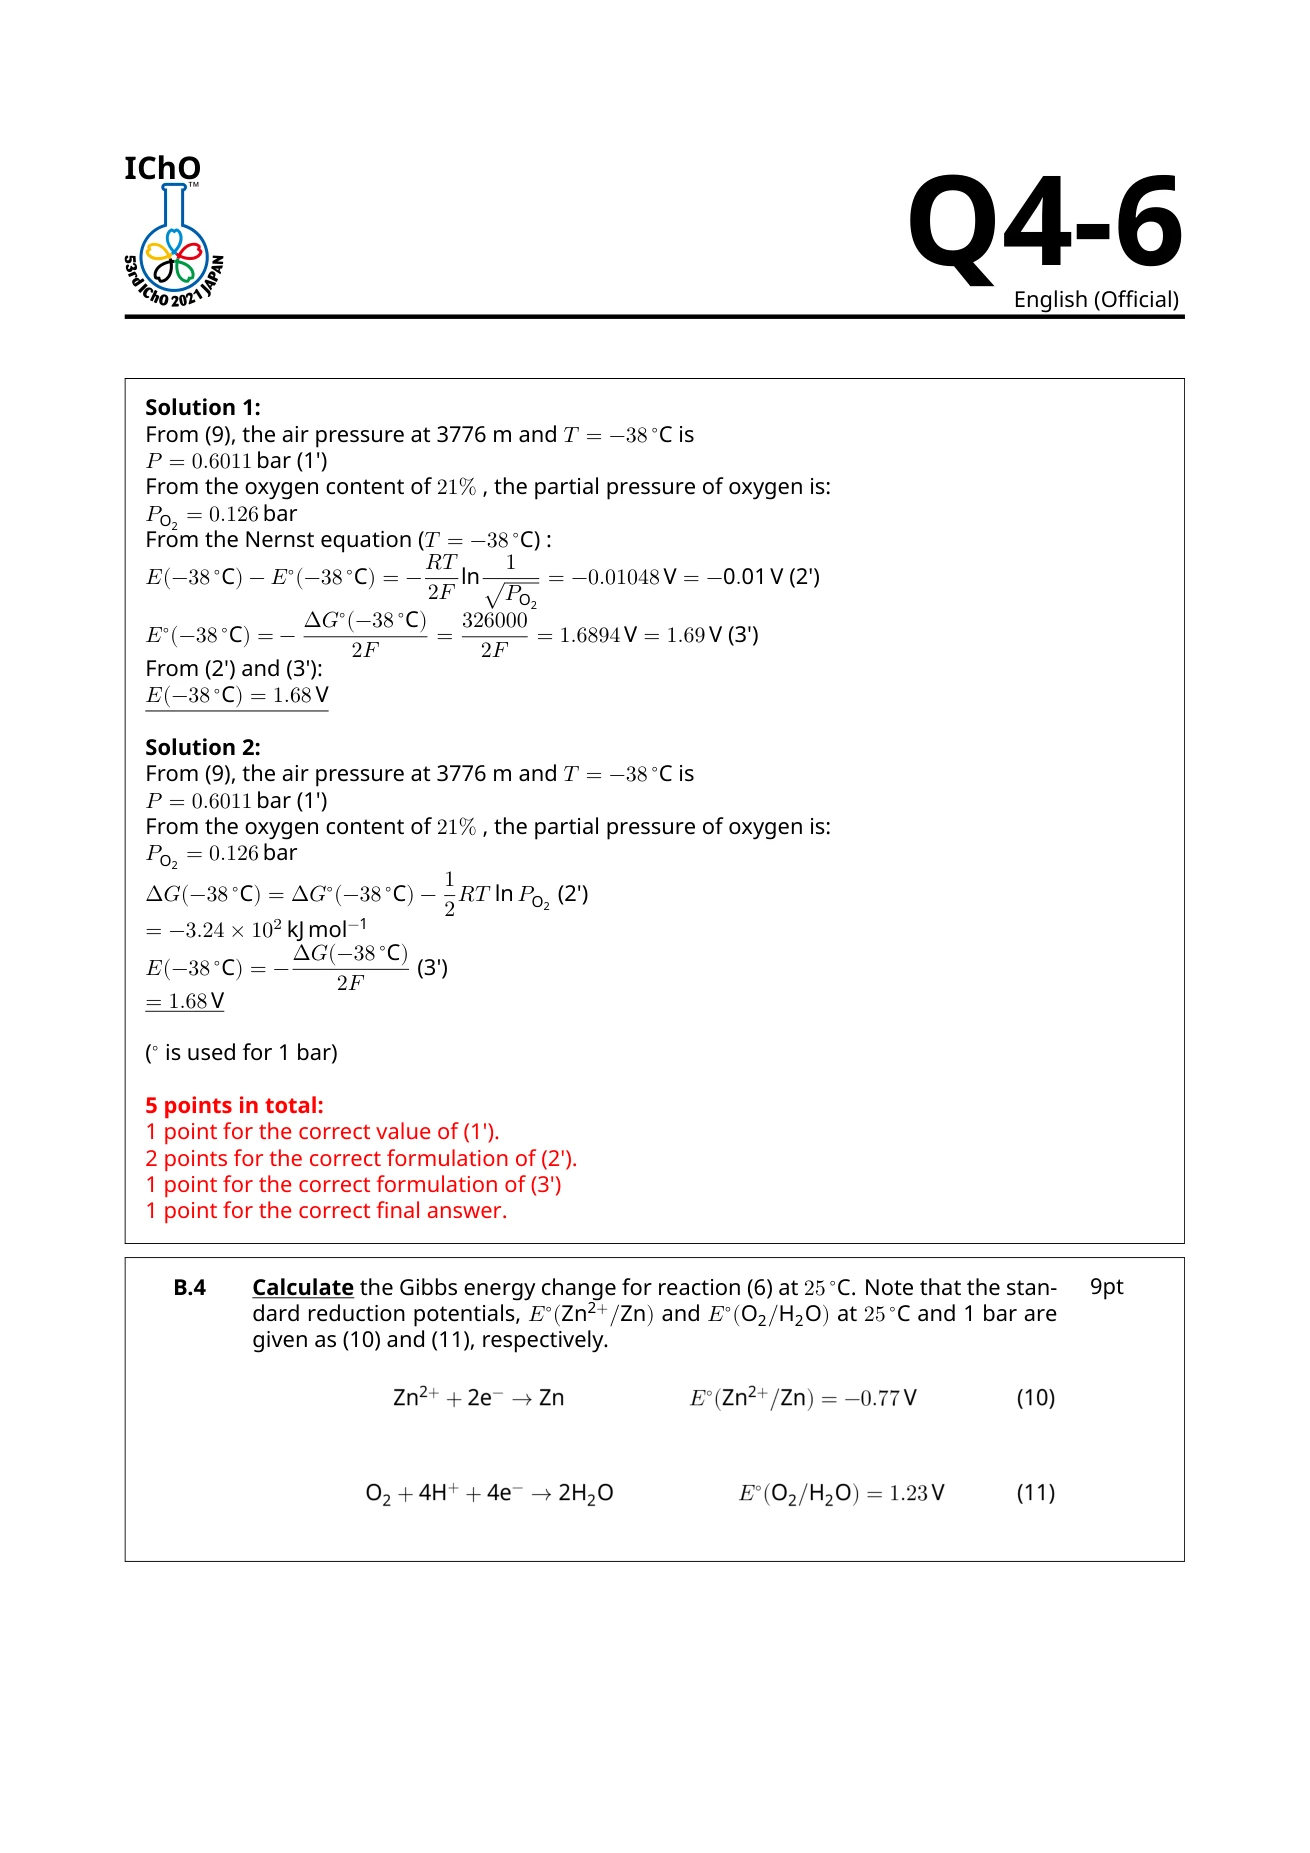 IChO
TM
53rd IChO 2021 JAPAN
Q4-6
English (Official)
Solution 1:
From (9), the air pressure at 3776 m and T = −38 °C is
P = 0.6011 bar (1')
From the oxygen content of 21% , the partial pressure of oxygen is:
P_O₂ = 0.126 bar
From the Nernst equation (T = −38 °C) :
E(−38 °C) − E°(−38 °C) = −RT/2F ln 1/√P_O₂ = −0.01048 V = −0.01 V (2')
E°(−38 °C) = − ΔG°(−38 °C)/2F = 326000/2F = 1.6894 V = 1.69 V (3')
From (2') and (3'):
E(−38 °C) = 1.68 V
Solution 2:
From (9), the air pressure at 3776 m and T = −38 °C is
P = 0.6011 bar (1')
From the oxygen content of 21% , the partial pressure of oxygen is:
P_O₂ = 0.126 bar
ΔG(−38 °C) = ΔG°(−38 °C) − 1/2 RT ln P_O₂ (2')
= −3.24 × 10² kJ mol⁻¹
E(−38 °C) = −ΔG(−38 °C)/2F (3')
= 1.68 V
(° is used for 1 bar)
5 points in total:
1 point for the correct value of (1').
2 points for the correct formulation of (2').
1 point for the correct formulation of (3')
1 point for the correct final answer.
B.4 Calculate the Gibbs energy change for reaction (6) at 25 °C. Note that the stan- 9pt
dard reduction potentials, E°(Zn²⁺/Zn) and E°(O₂/H₂O) at 25 °C and 1 bar are
given as (10) and (11), respectively.
Zn²⁺ + 2e⁻ → Zn E°(Zn²⁺/Zn) = −0.77 V (10)
O₂ + 4H⁺ + 4e⁻ → 2H₂O E°(O₂/H₂O) = 1.23 V (11)